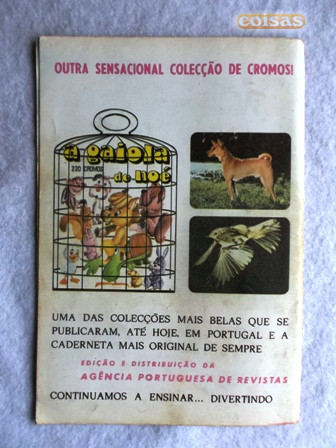 coisas
OUTRA SENSACIONAL COLECÇÃO DE CROMOS!
a gaiola
220 CROMOS
de noé
UMA DAS COLECÇÕES MAIS BELAS QUE SE
PUBLICARAM, ATÉ HOJE, EM PORTUGAL E A
CADERNETA MAIS ORIGINAL DE SEMPRE
EDIÇÃO E DISTRIBUIÇÃO DA
AGÊNCIA PORTUGUESA DE REVISTAS
CONTINUAMOS A ENSINAR... DIVERTINDO